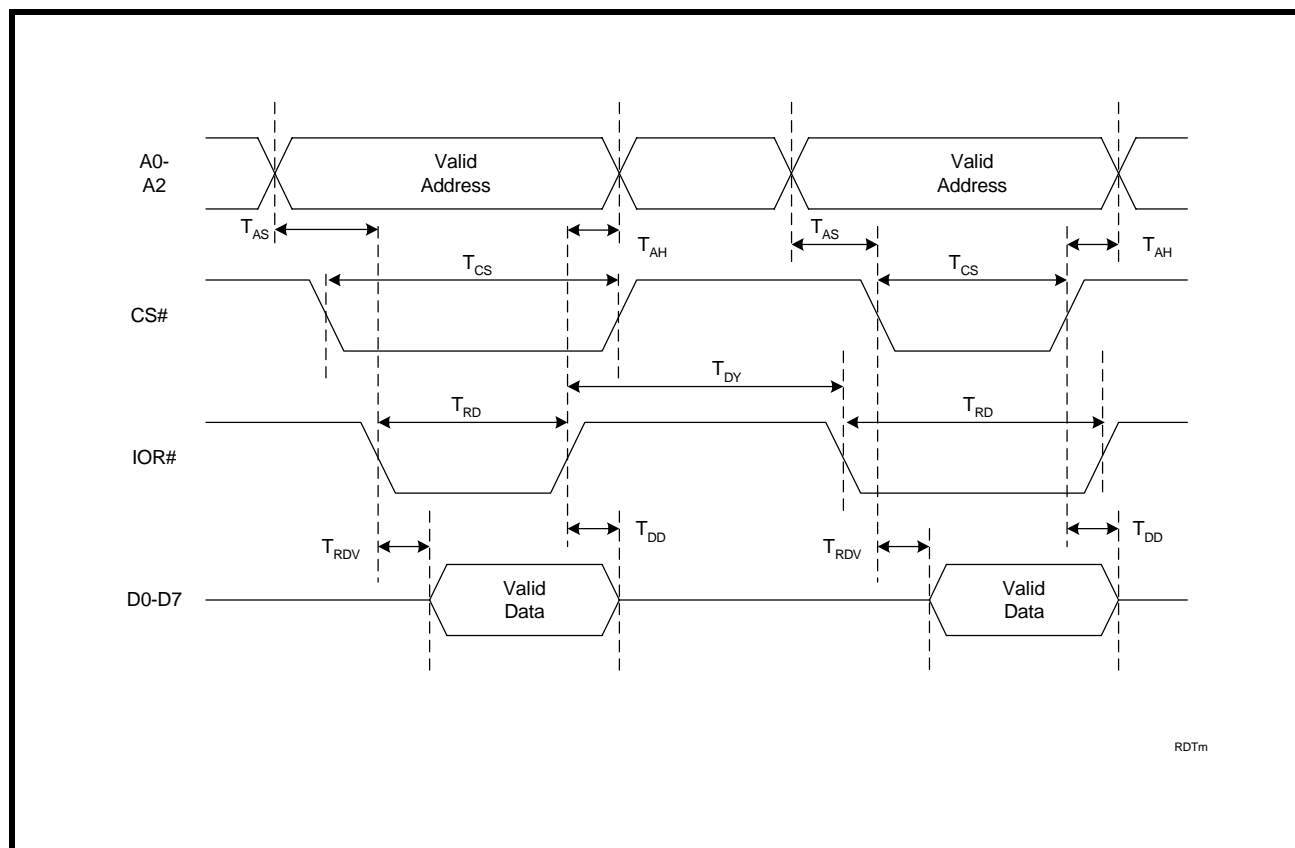 A0-
A2
Valid
Address
Valid
Address
TAS
TAH
TAS
TAH
TCS
TCS
CS#
TDY
TRD
TRD
IOR#
TRDV
TDD
TRDV
TDD
D0-D7
Valid
Data
Valid
Data
RDTm